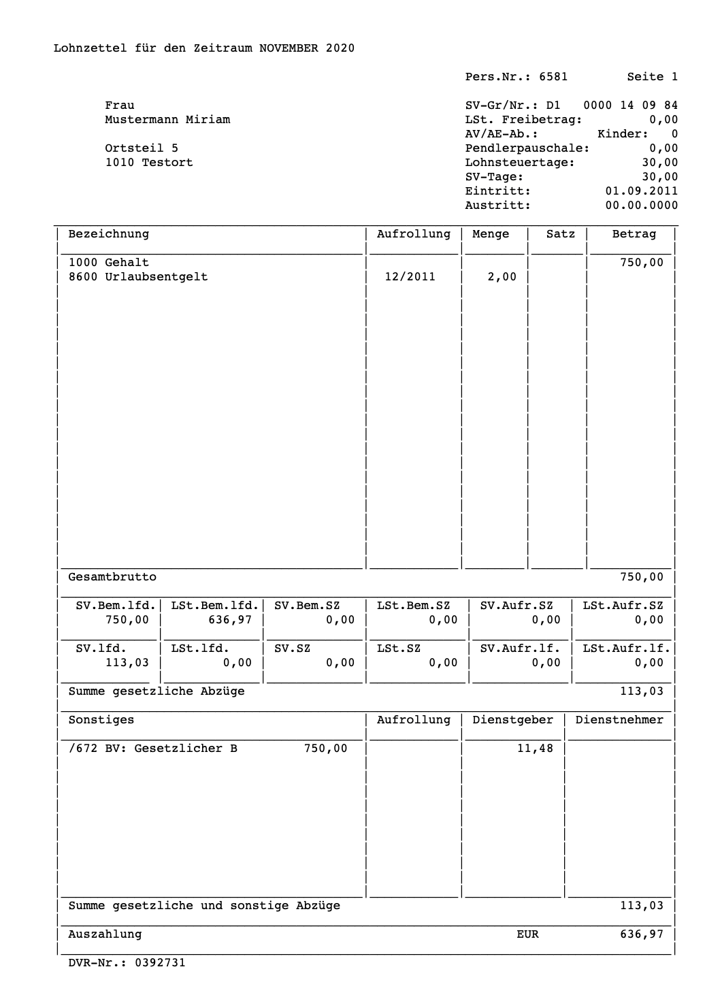 Lohnzettel für den Zeitraum NOVEMBER 2020
Pers.Nr.: 6581 Seite 1
Frau SV-Gr/Nr.: D1 0000 14 09 84
Mustermann Miriam LSt. Freibetrag: 0,00
AV/AE-Ab.: Kinder: 0
Ortsteil 5 Pendlerpauschale: 0,00
1010 Testort Lohnsteuertage: 30,00
SV-Tage: 30,00
Eintritt: 01.09.2011
Austritt: 00.00.0000
Bezeichnung Aufrollung Menge Satz Betrag
1000 Gehalt 750,00
8600 Urlaubsentgelt 12/2011 2,00
Gesamtbrutto 750,00
SV.Bem.lfd. LSt.Bem.lfd. SV.Bem.SZ LSt.Bem.SZ SV.Aufr.SZ LSt.Aufr.SZ
750,00 636,97 0,00 0,00 0,00 0,00
SV.lfd. LSt.lfd. SV.SZ LSt.SZ SV.Aufr.lf. LSt.Aufr.lf.
113,03 0,00 0,00 0,00 0,00 0,00
Summe gesetzliche Abzüge 113,03
Sonstiges Aufrollung Dienstgeber Dienstnehmer
/672 BV: Gesetzlicher B 750,00 11,48
Summe gesetzliche und sonstige Abzüge 113,03
Auszahlung EUR 636,97
DVR-Nr.: 0392731